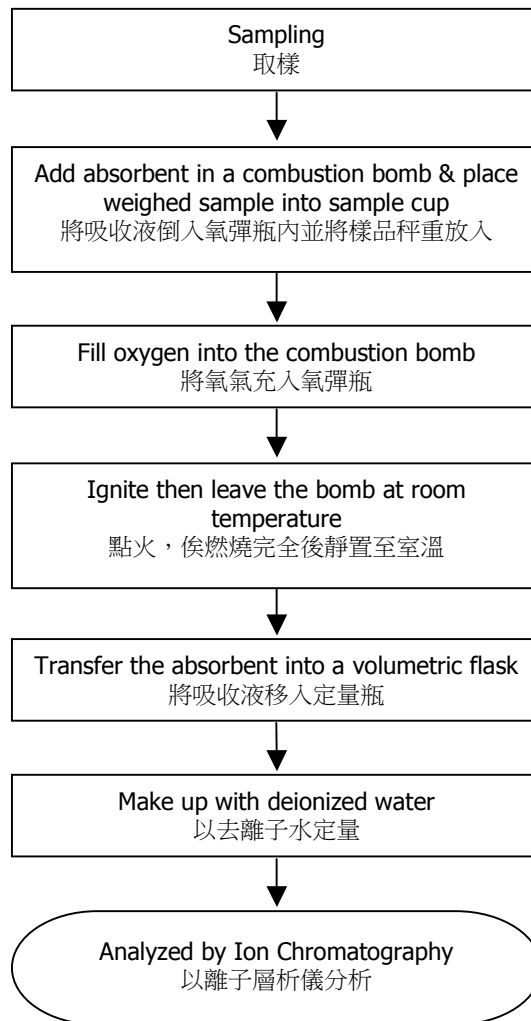 Sampling
取樣
Add absorbent in a combustion bomb & place
weighed sample into sample cup
將吸收液倒入氧彈瓶內並將樣品秤重放入
Fill oxygen into the combustion bomb
將氧氣充入氧彈瓶
Ignite then leave the bomb at room
temperature
點火，俟燃燒完全後靜置至室溫
Transfer the absorbent into a volumetric flask
將吸收液移入定量瓶
Make up with deionized water
以去離子水定量
Analyzed by Ion Chromatography
以離子層析儀分析